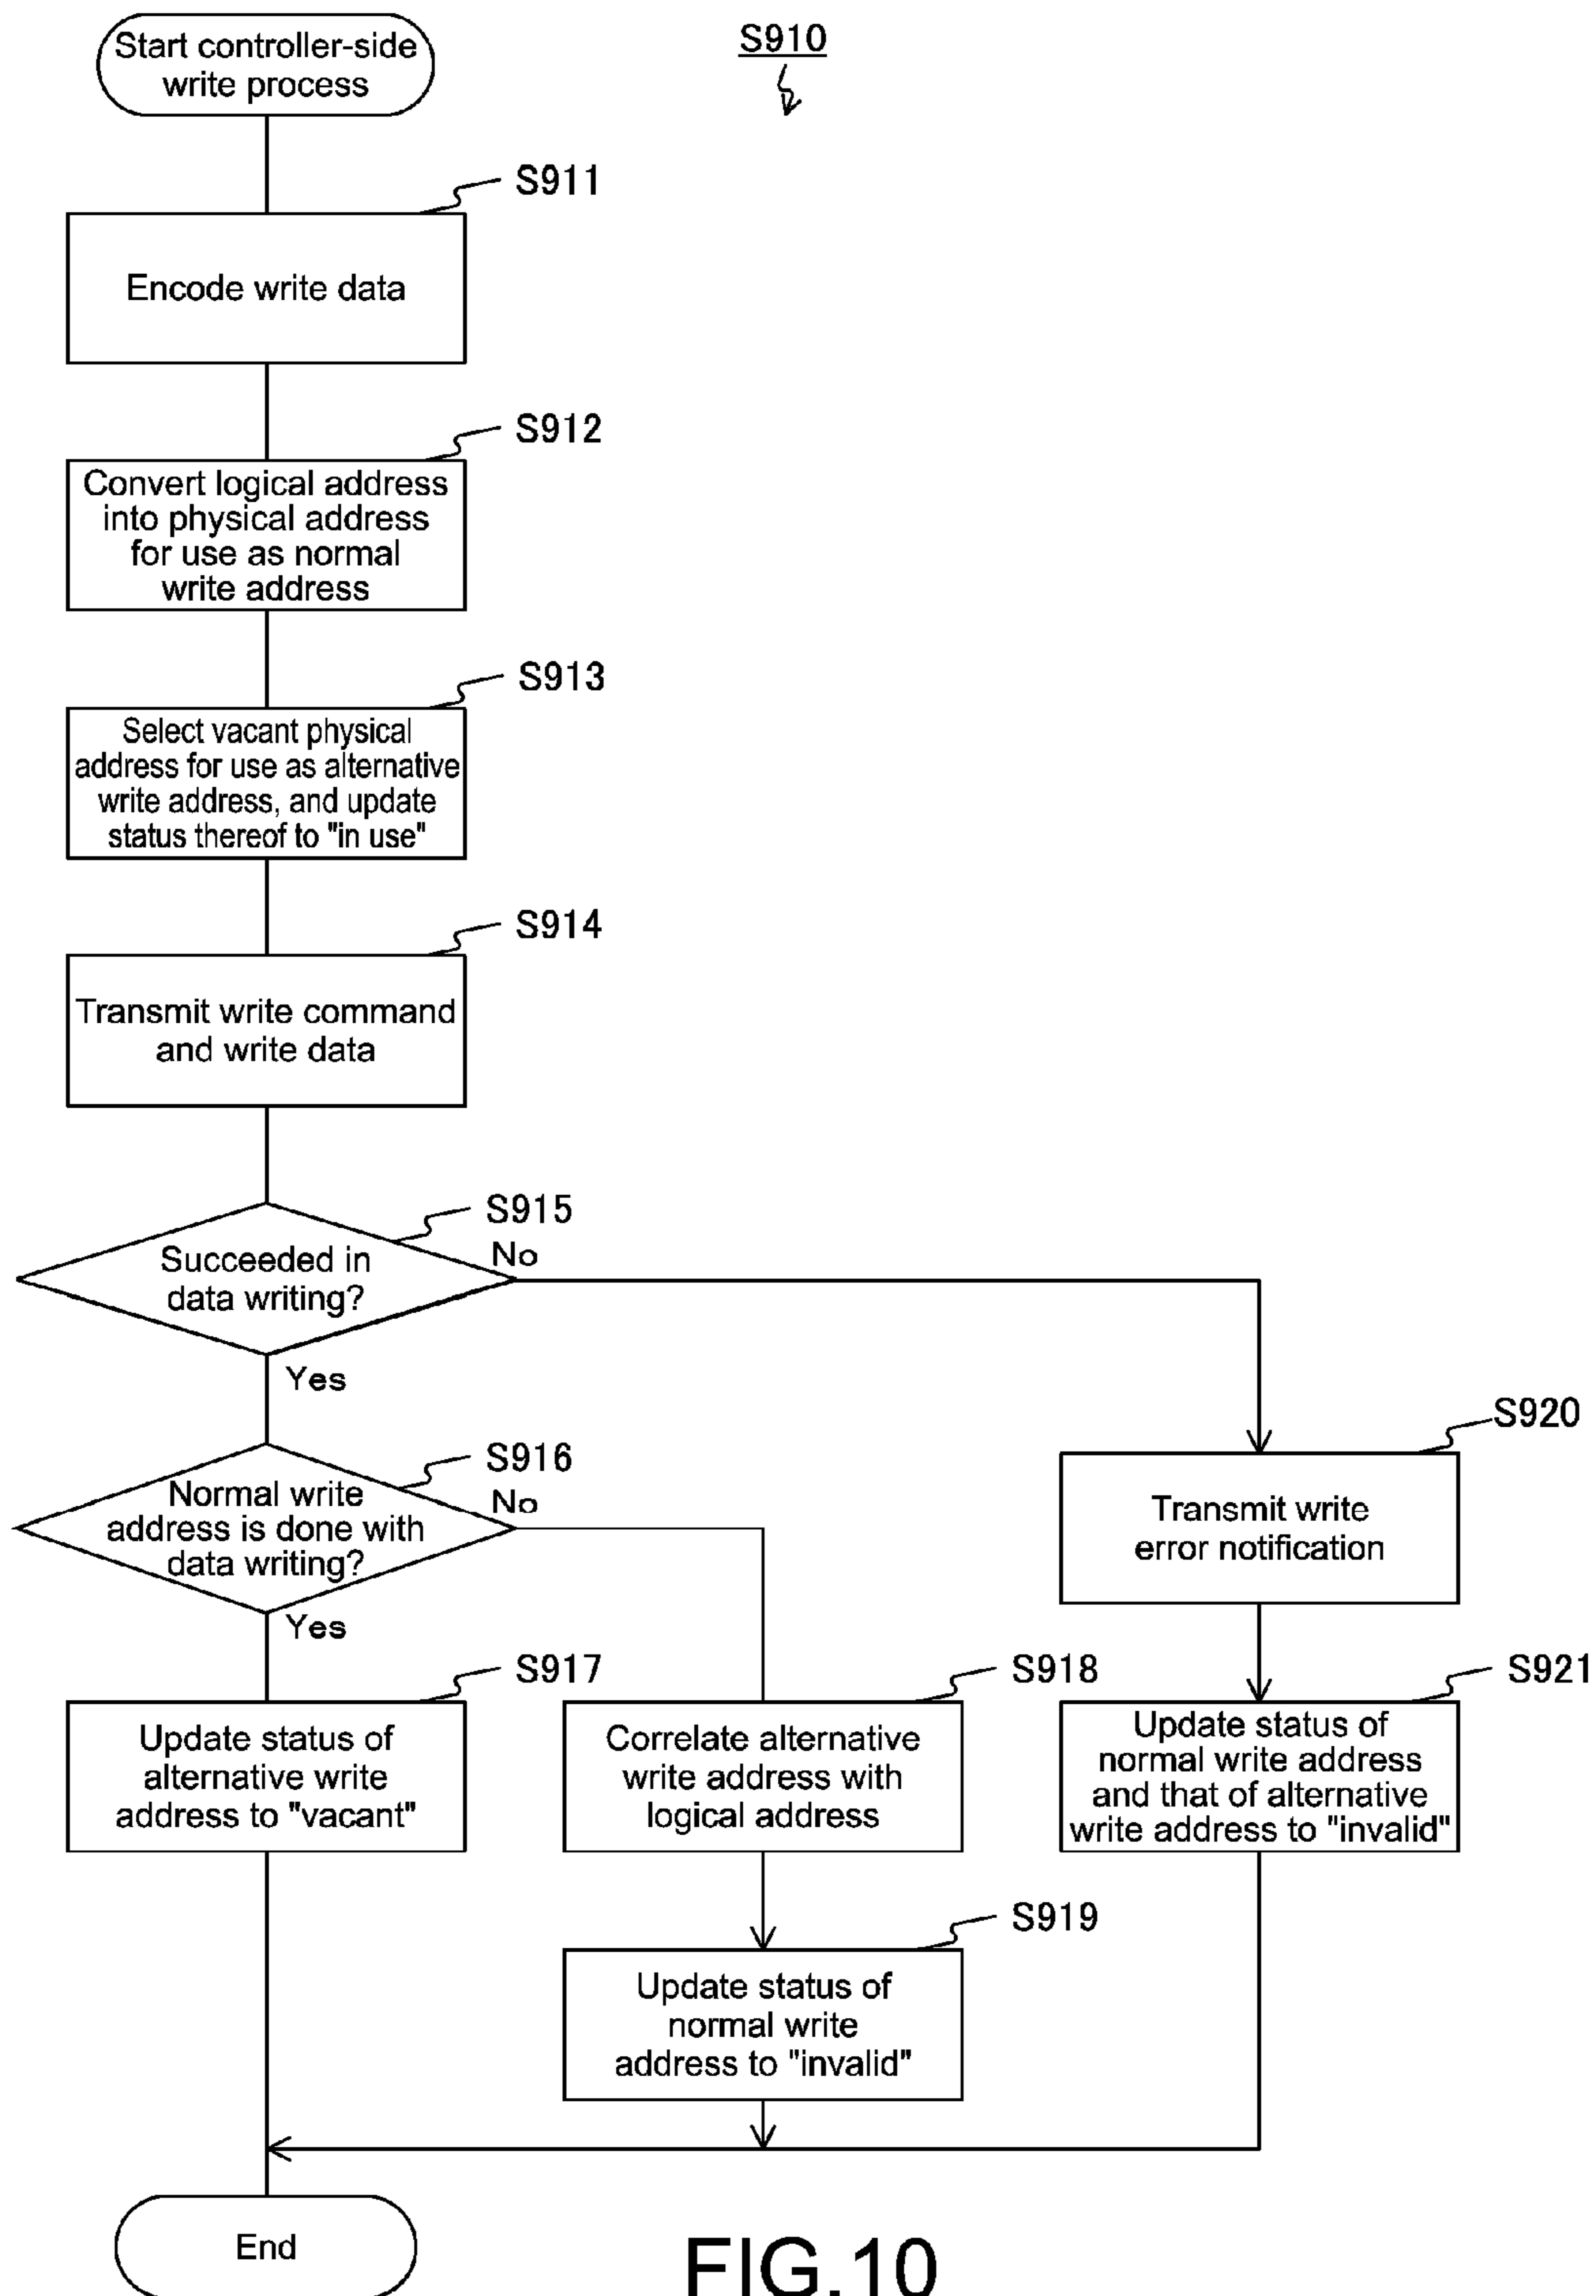 Start controller-side
write process
S910
S911
Encode write data
S912
Convert logical address
into physical address
for use as normal
write address
S913
Select vacant physical
address for use as alternative
write address, and update
status thereof to "in use"
S914
Transmit write command
and write data
S915
Succeeded in
data writing?
No
Yes
S916
Normal write
address is done with
data writing?
No
Yes
S920
Transmit write
error notification
S917
Update status of
alternative write
address to "vacant"
S918
Correlate alternative
write address with
logical address
S921
Update status of
normal write address
and that of alternative
write address to "invalid"
S919
Update status of
normal write
address to "invalid"
End
FIG.10